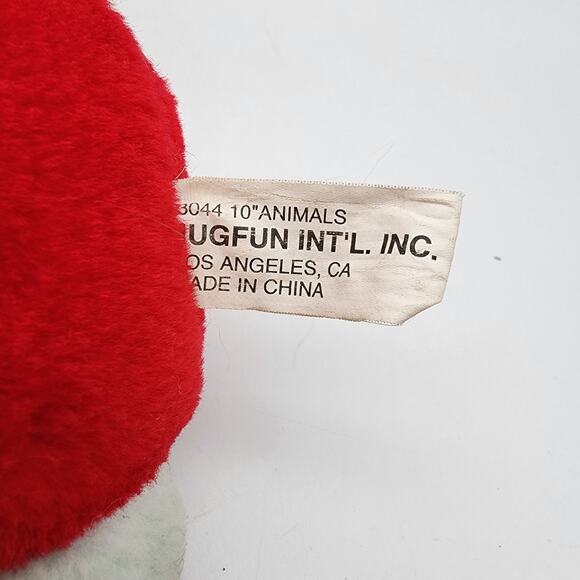 3044 10"ANIMALS
UGFUN INT'L. INC.
OS ANGELES, CA
ADE IN CHINA